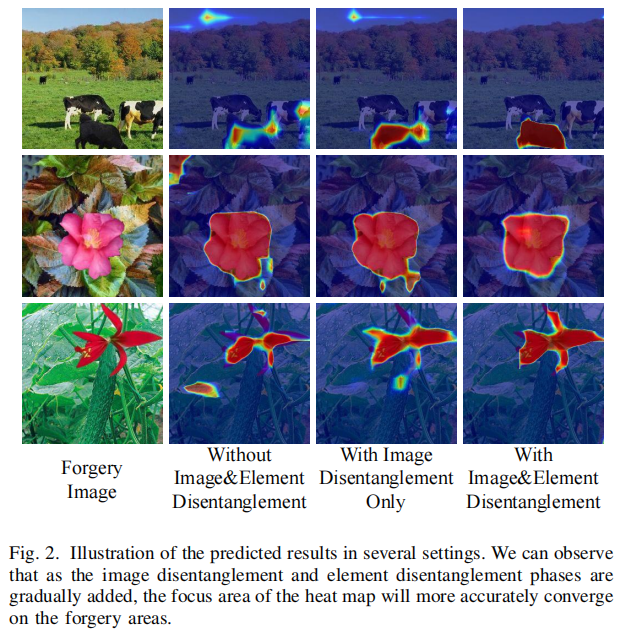 Forgery
Image
Without
Image&Element
Disentanglement
With Image
Disentanglement
Only
With
Image&Element
Disentanglement
Fig. 2. Illustration of the predicted results in several settings. We can observe
that as the image disentanglement and element disentanglement phases are
gradually added, the focus area of the heat map will more accurately converge
on the forgery areas.